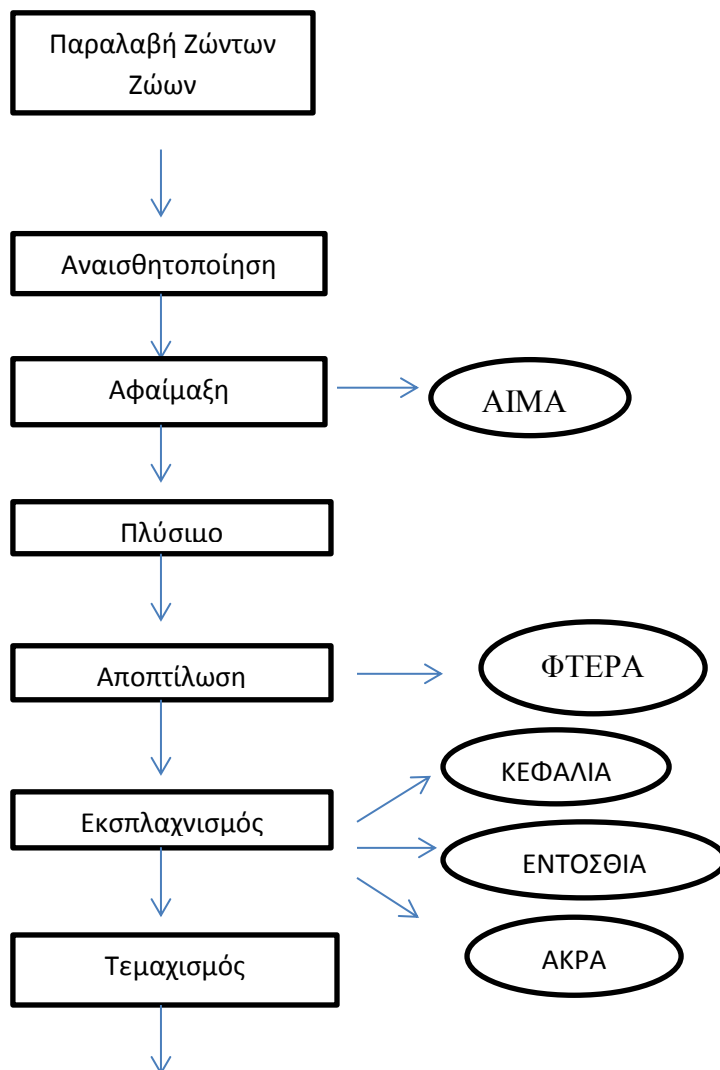 Παραλαβή Ζώντων
Ζώων
Αναισθητοποίηση
Αφαίμαξη
ΑΙΜΑ
Πλύσιμο
Αποπτίλωση
ΦΤΕΡΑ
ΚΕΦΑΛΙΑ
Εκσπλαχνισμός
ΕΝΤΟΣΘΙΑ
Τεμαχισμός
ΑΚΡΑ